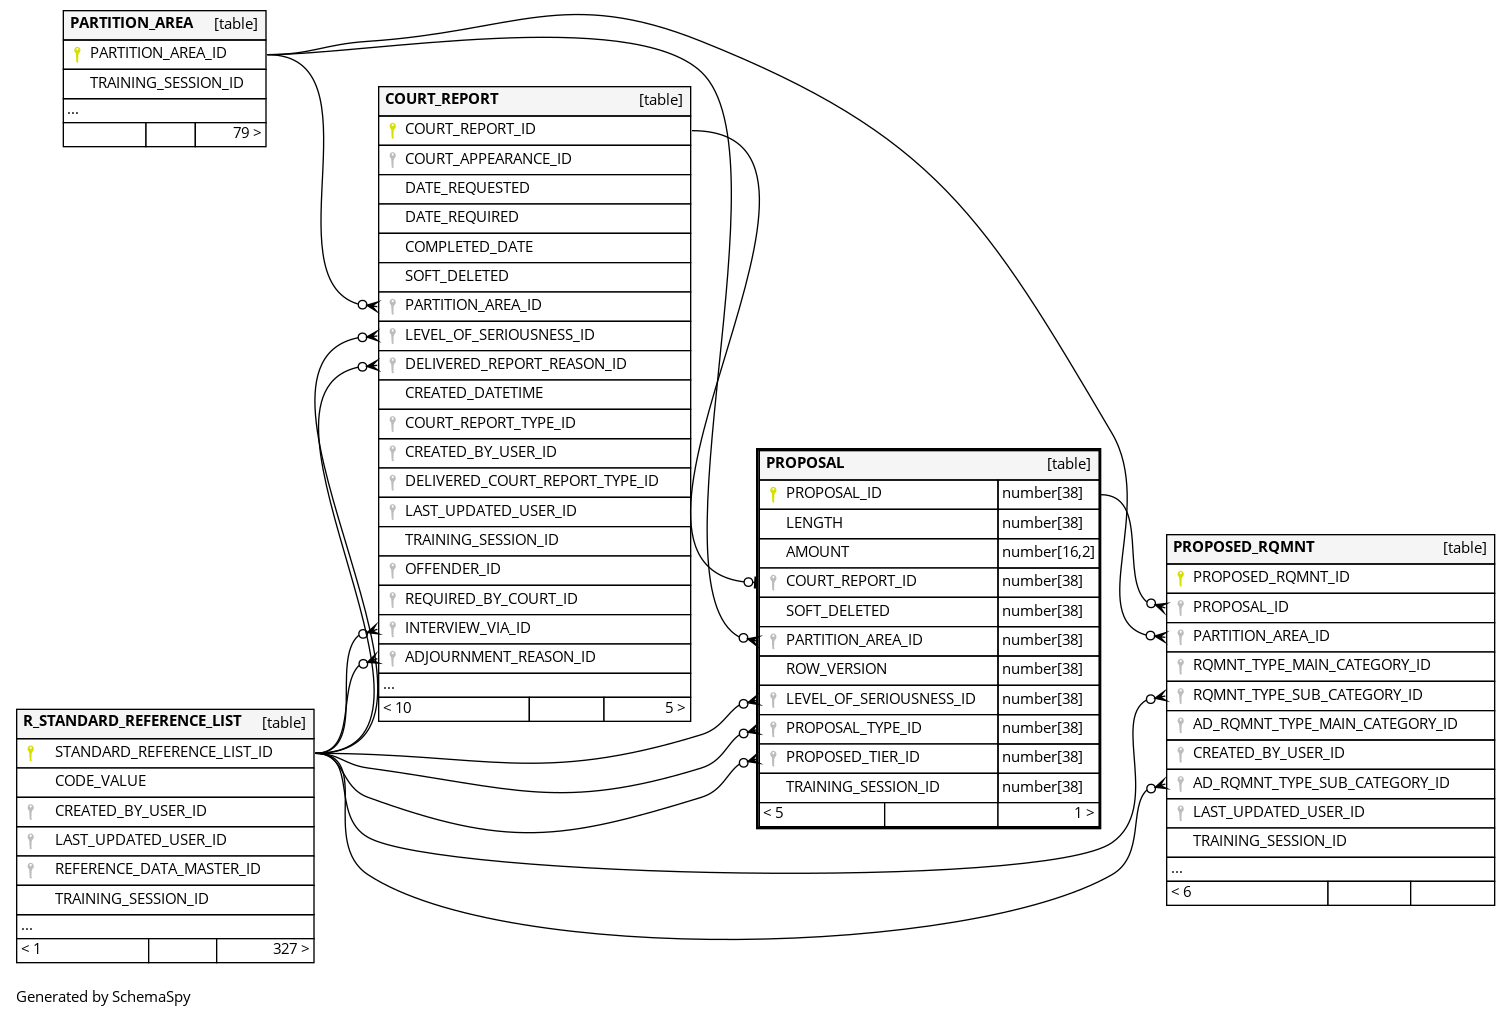 PARTITION_AREA [table]
PARTITION_AREA_ID
TRAINING_SESSION_ID
...
79 >
COURT_REPORT [table]
COURT_REPORT_ID
COURT_APPEARANCE_ID
DATE_REQUESTED
DATE_REQUIRED
COMPLETED_DATE
SOFT_DELETED
PARTITION_AREA_ID
LEVEL_OF_SERIOUSNESS_ID
DELIVERED_REPORT_REASON_ID
CREATED_DATETIME
COURT_REPORT_TYPE_ID
CREATED_BY_USER_ID
DELIVERED_COURT_REPORT_TYPE_ID
LAST_UPDATED_USER_ID
TRAINING_SESSION_ID
OFFENDER_ID
REQUIRED_BY_COURT_ID
INTERVIEW_VIA_ID
ADJOURNMENT_REASON_ID
...
< 10 5 >
PROPOSAL [table]
PROPOSAL_ID number[38]
LENGTH number[38]
AMOUNT number[16,2]
COURT_REPORT_ID number[38]
SOFT_DELETED number[38]
PARTITION_AREA_ID number[38]
ROW_VERSION number[38]
LEVEL_OF_SERIOUSNESS_ID number[38]
PROPOSAL_TYPE_ID number[38]
PROPOSED_TIER_ID number[38]
TRAINING_SESSION_ID number[38]
< 5 1 >
PROPOSED_RQMNT [table]
PROPOSED_RQMNT_ID
PROPOSAL_ID
PARTITION_AREA_ID
RQMNT_TYPE_MAIN_CATEGORY_ID
RQMNT_TYPE_SUB_CATEGORY_ID
AD_RQMNT_TYPE_MAIN_CATEGORY_ID
CREATED_BY_USER_ID
AD_RQMNT_TYPE_SUB_CATEGORY_ID
LAST_UPDATED_USER_ID
TRAINING_SESSION_ID
...
< 6
R_STANDARD_REFERENCE_LIST [table]
STANDARD_REFERENCE_LIST_ID
CODE_VALUE
CREATED_BY_USER_ID
LAST_UPDATED_USER_ID
REFERENCE_DATA_MASTER_ID
TRAINING_SESSION_ID
...
< 1 327 >
Generated by SchemaSpy